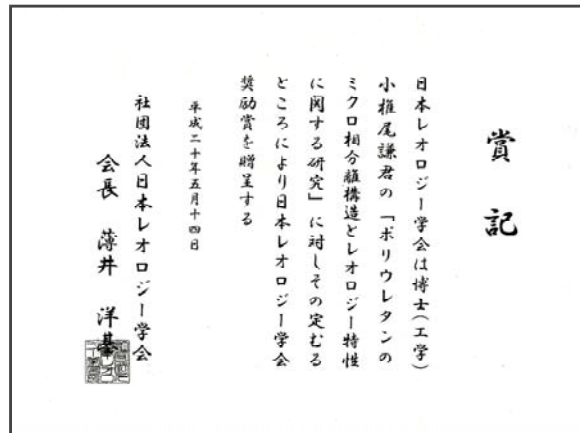 賞記
日本レオロジー学会は博士(工学)
小椎尾謙君の「ポリウレタンの
ミクロ相分離構造とレオロジー特性
に関する研究」に対しその定むる
ところにより日本レオロジー学会
奨励賞を贈呈する
平成二十年五月十四日
社団法人日本レオロジー学会
会長 薄井 洋基